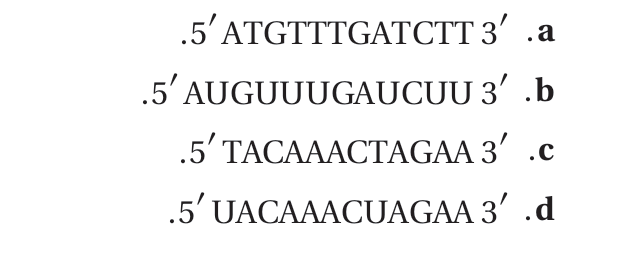 .a .5′ ATGTTTGATCTT 3′
.b .5′ AUGUUUGAUCUU 3′
.c .5′ TACAAACTAGAA 3′
.d .5′ UACAAACUAGAA 3′